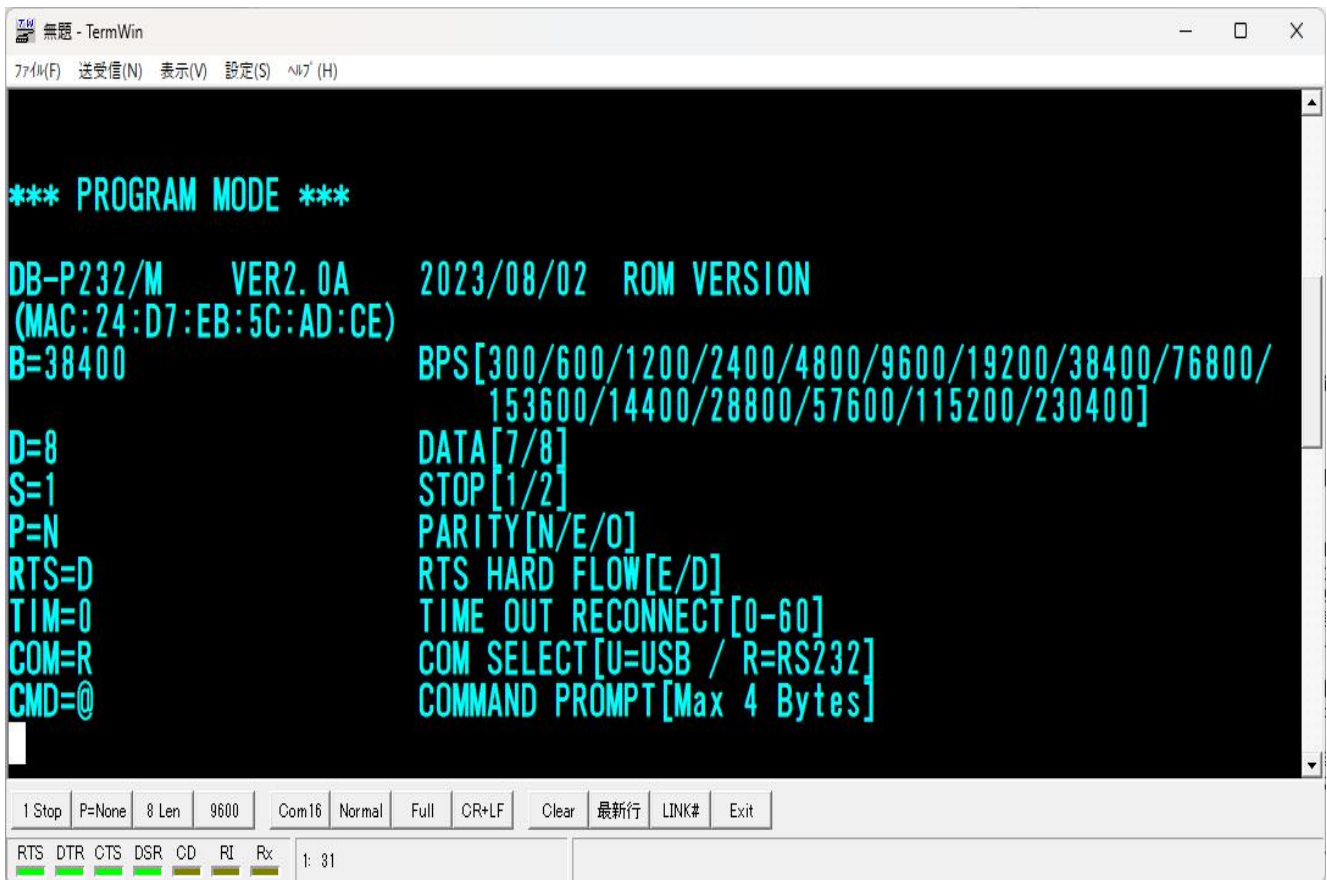 無題 - TermWin
ﾌｧｲﾙ(F) 送受信(N) 表示(V) 設定(S) ﾍﾙﾌﾟ(H)
*** PROGRAM MODE ***
DB-P232/M VER2.0A 2023/08/02 ROM VERSION
(MAC:24:D7:EB:5C:AD:CE)
B=38400 BPS[300/600/1200/2400/4800/9600/19200/38400/76800/
153600/14400/28800/57600/115200/230400]
D=8 DATA[7/8]
S=1 STOP[1/2]
P=N PARITY[N/E/O]
RTS=D RTS HARD FLOW[E/D]
TIM=0 TIME OUT RECONNECT[0-60]
COM=R COM SELECT[U=USB / R=RS232]
CMD=@ COMMAND PROMPT[Max 4 Bytes]
1 Stop P=None 8 Len 9600 Com16 Normal Full CR+LF Clear 最新行 LINK# Exit
RTS DTR CTS DSR CD RI Rx 1: 31